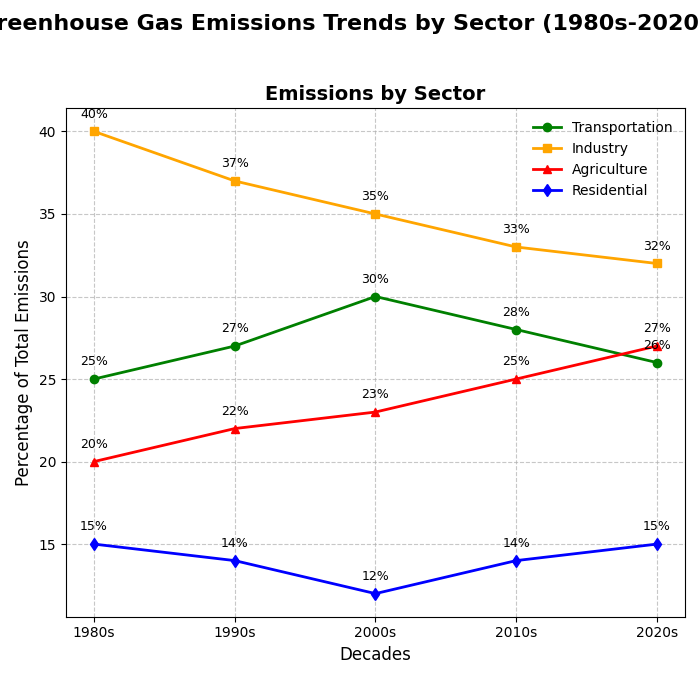 reenhouse Gas Emissions Trends by Sector (1980s-2020
Emissions by Sector
Transportation
Industry
Agriculture
Residential
40%
37%
35%
33%
32%
25%
27%
30%
28%
26%
20%
22%
23%
25%
27%
15%
14%
12%
14%
15%
40
35
30
25
20
15
Percentage of Total Emissions
1980s 1990s 2000s 2010s 2020s
Decades